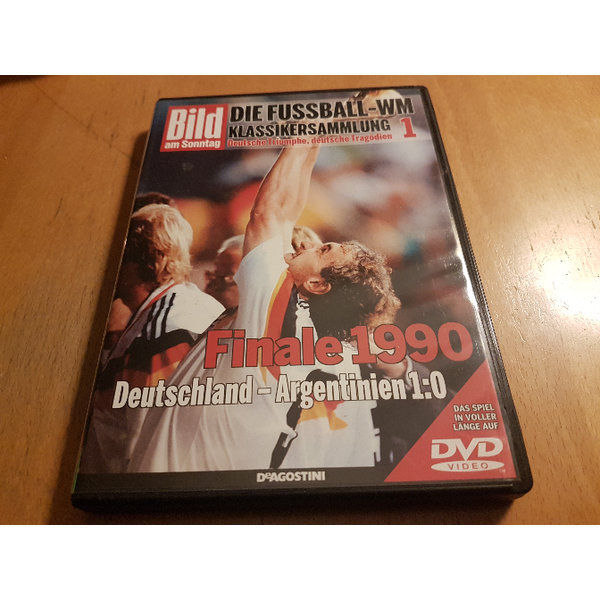 Bild
am Sonntag
DIE FUSSBALL-WM
KLASSIKERSAMMLUNG 1
Deutsche Triumphe, deutsche Tragödien
Finale 1990
Deutschland – Argentinien 1:0
DAS SPIEL
IN VOLLER
LÄNGE AUF
DVD
VIDEO
TM
DeAGOSTINI